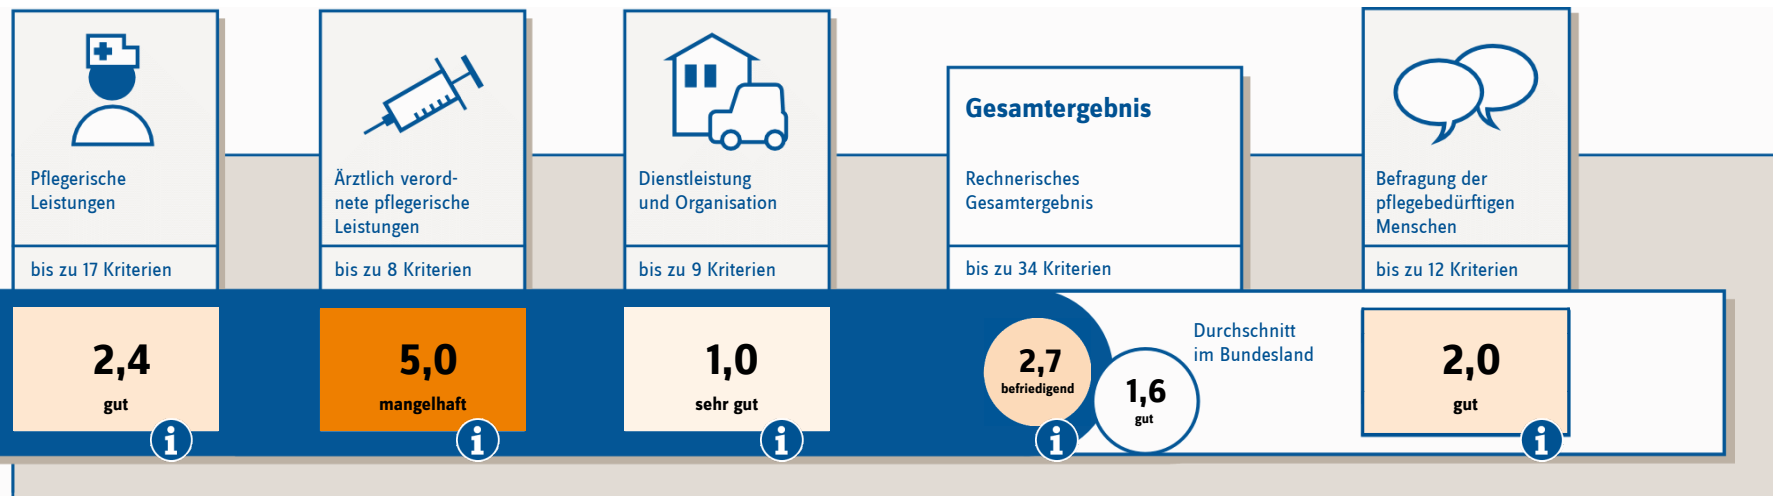 Pflegerische
Leistungen
bis zu 17 Kriterien
2,4
gut
i
Ärztlich verord-
nete pflegerische
Leistungen
bis zu 8 Kriterien
5,0
mangelhaft
i
Dienstleistung
und Organisation
bis zu 9 Kriterien
1,0
sehr gut
i
Gesamtergebnis
Rechnerisches
Gesamtergebnis
bis zu 34 Kriterien
2,7
befriedigend
i
Durchschnitt
im Bundesland
1,6
gut
Befragung der
pflegebedürftigen
Menschen
bis zu 12 Kriterien
2,0
gut
i